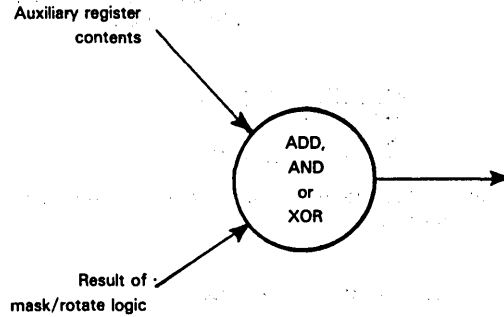 Auxiliary register
contents
ADD,
AND
or
XOR
Result of
mask/rotate logic